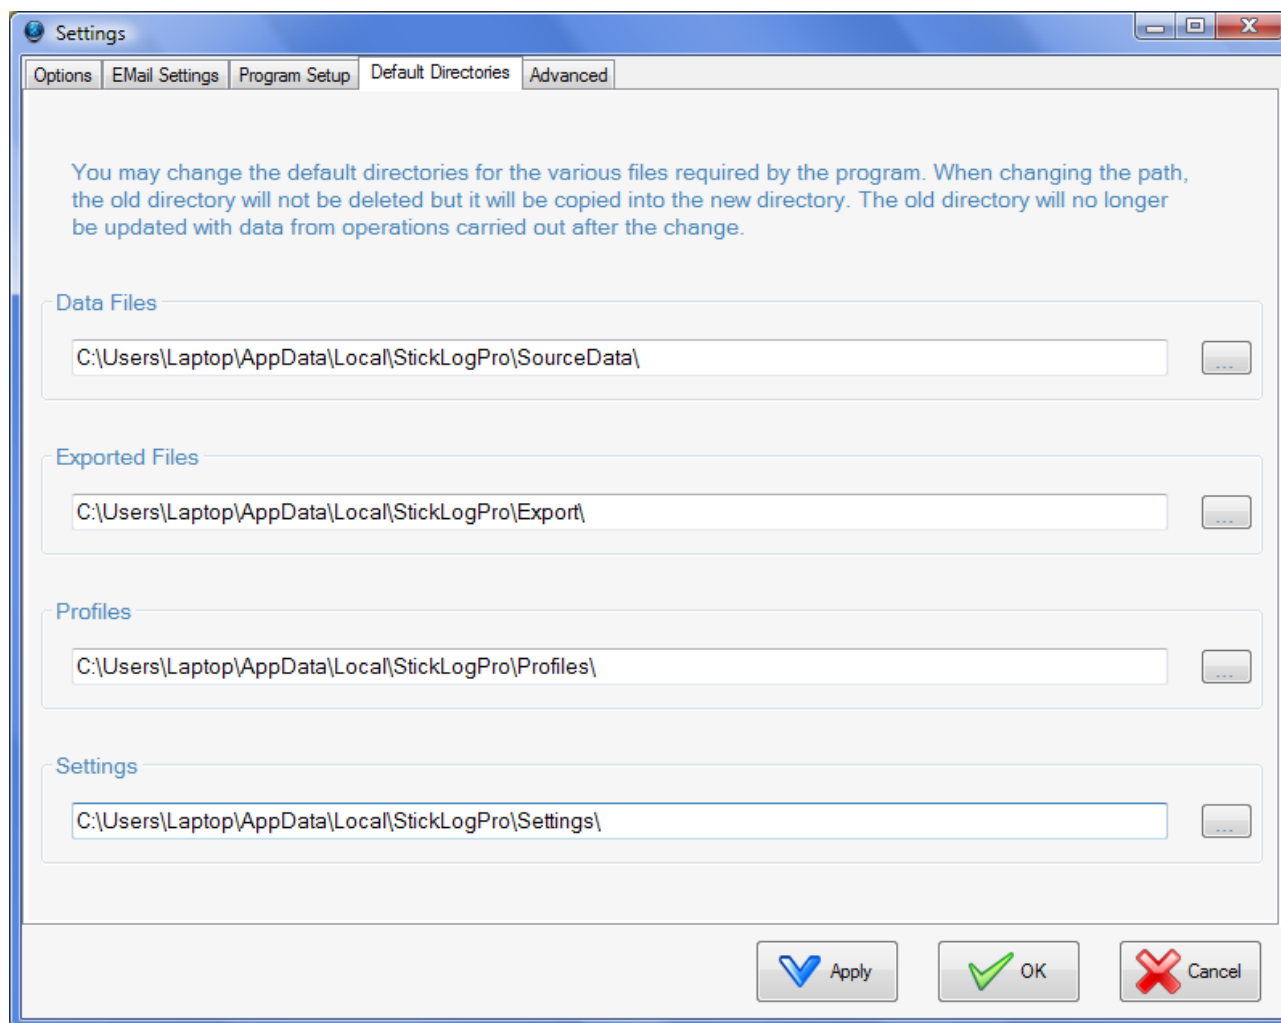 Settings
Options EMail Settings Program Setup Default Directories Advanced
You may change the default directories for the various files required by the program. When changing the path,
the old directory will not be deleted but it will be copied into the new directory. The old directory will no longer
be updated with data from operations carried out after the change.
Data Files
C:\Users\Laptop\AppData\Local\StickLogPro\SourceData\
...
Exported Files
C:\Users\Laptop\AppData\Local\StickLogPro\Export\
...
Profiles
C:\Users\Laptop\AppData\Local\StickLogPro\Profiles\
...
Settings
C:\Users\Laptop\AppData\Local\StickLogPro\Settings\
...
Apply OK Cancel